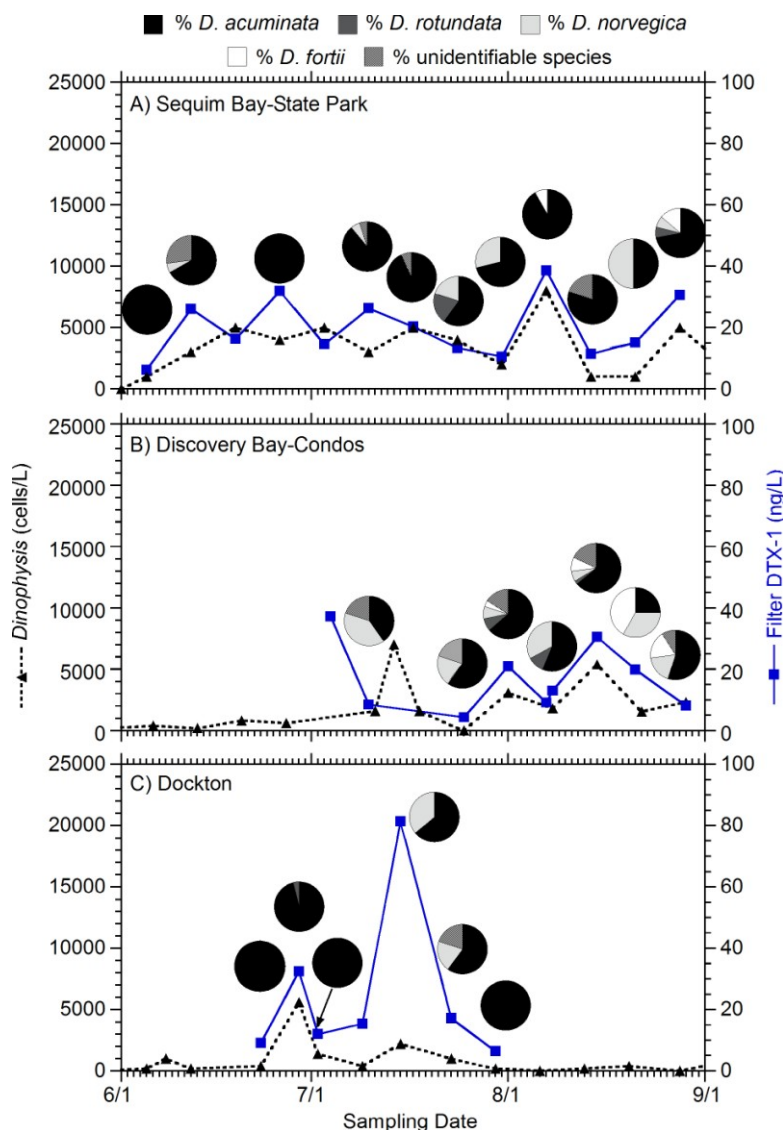 % D. acuminata % D. rotundata % D. norvegica
% D. fortii % unidentifiable species
25000 100
A) Sequim Bay-State Park
20000 80
15000 60
10000 40
5000 20
0 0
25000 100
B) Discovery Bay-Condos
20000 80
15000 60
10000 40
5000 20
0 0
25000 100
C) Dockton
20000 80
15000 60
10000 40
5000 20
0 0
6/1 7/1 8/1 9/1
Sampling Date
Dinophysis (cells/L)
Filter DTX-1 (ng/L)